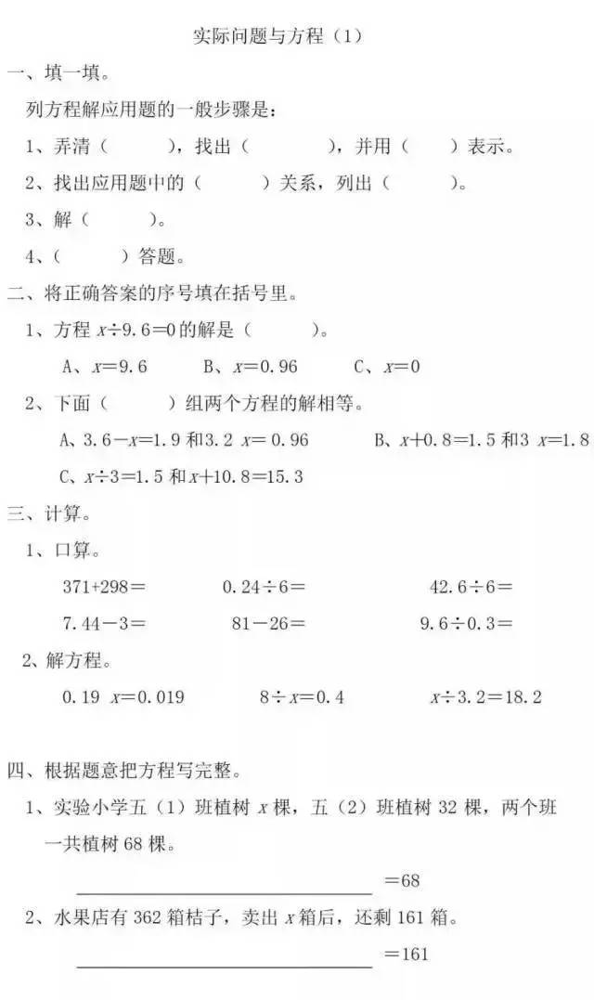 实际问题与方程（1）
一、填一填。
列方程解应用题的一般步骤是：
1、弄清（　　　），找出（　　　　），并用（　　）表示。
2、找出应用题中的（　　　）关系，列出（　　　）。
3、解（　　　）。
4、（　　　）答题。
二、将正确答案的序号填在括号里。
1、方程 x÷9.6=0的解是（　　　）。
A、x=9.6　　B、x=0.96　　C、x=0
2、下面（　　　）组两个方程的解相等。
A、3.6－x=1.9 和3.2 x= 0.96　　B、x＋0.8=1.5 和3 x=1.8
C、x÷3=1.5 和x＋10.8=15.3
三、计算。
1、口算。
371+298=　　0.24÷6=　　42.6÷6=
7.44－3=　　81－26=　　9.6÷0.3=
2、解方程。
0.19 x=0.019　　8÷x=0.4　　x÷3.2=18.2
四、根据题意把方程写完整。
1、实验小学五（1）班植树 x 棵，五（2）班植树 32 棵，两个班
一共植树 68 棵。
＿＿＿＿＿＿＿＿ =68
2、水果店有 362 箱桔子，卖出 x 箱后，还剩 161 箱。
＿＿＿＿＿＿＿＿ =161